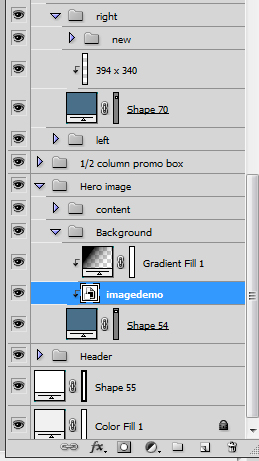 right
new
394 x 340
Shape 70
left
1/2 column promo box
Hero image
content
Background
Gradient Fill 1
imagedemo
Shape 54
Header
Shape 55
Color Fill 1
fx.